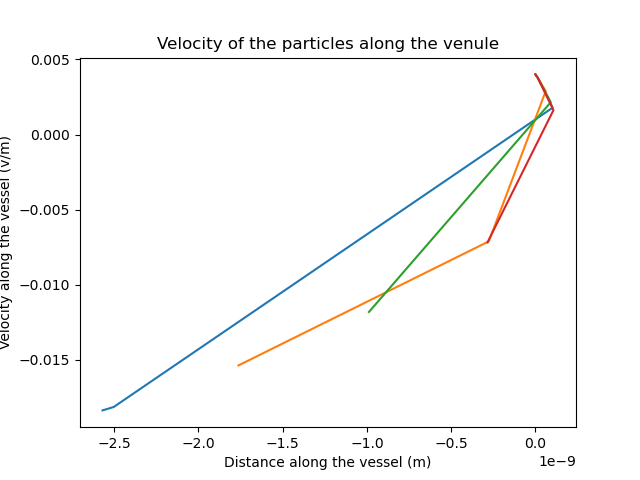 Velocity of the particles along the venule
Velocity along the vessel (v/m)
0.005
0.000
−0.005
−0.010
−0.015
−2.5 −2.0 −1.5 −1.0 −0.5 0.0
1e−9
Distance along the vessel (m)